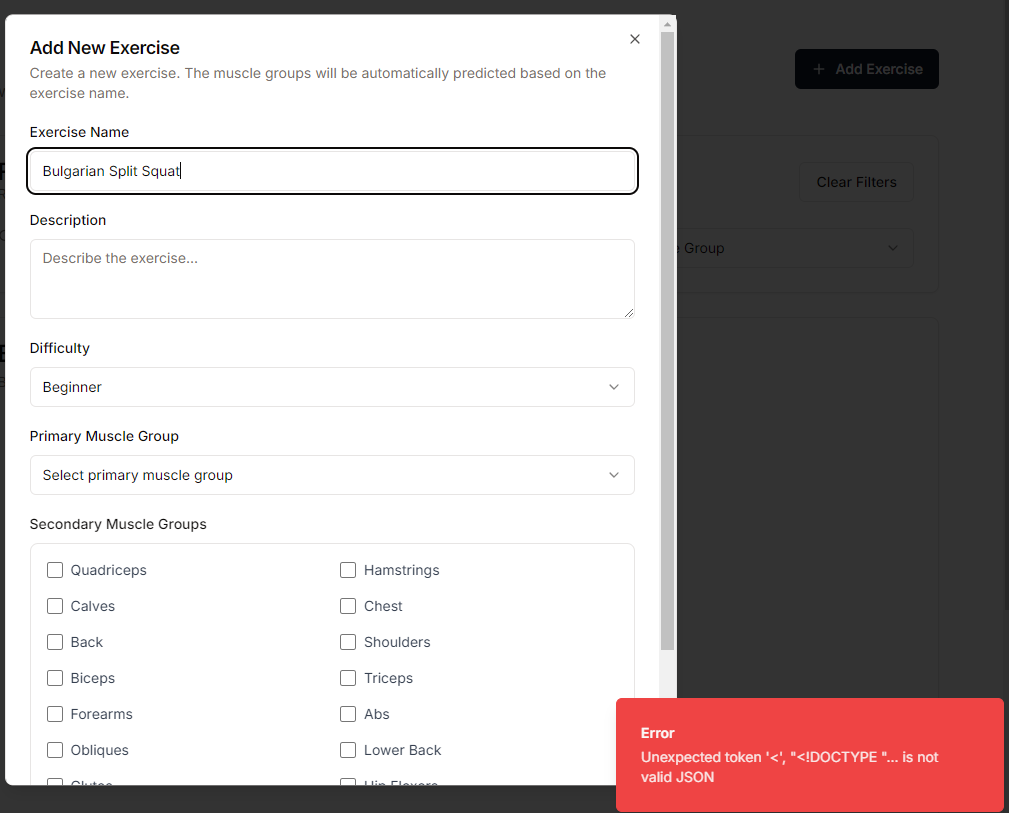 Add New Exercise
Create a new exercise. The muscle groups will be automatically predicted based on the
exercise name.
Exercise Name
Bulgarian Split Squat
Description
Describe the exercise...
Difficulty
Beginner
Primary Muscle Group
Select primary muscle group
Secondary Muscle Groups
Quadriceps
Hamstrings
Calves
Chest
Back
Shoulders
Biceps
Triceps
Forearms
Abs
Obliques
Lower Back
Glutes
Hip Flexors
+ Add Exercise
Clear Filters
Group
Error
Unexpected token '<', "<!DOCTYPE "... is not
valid JSON